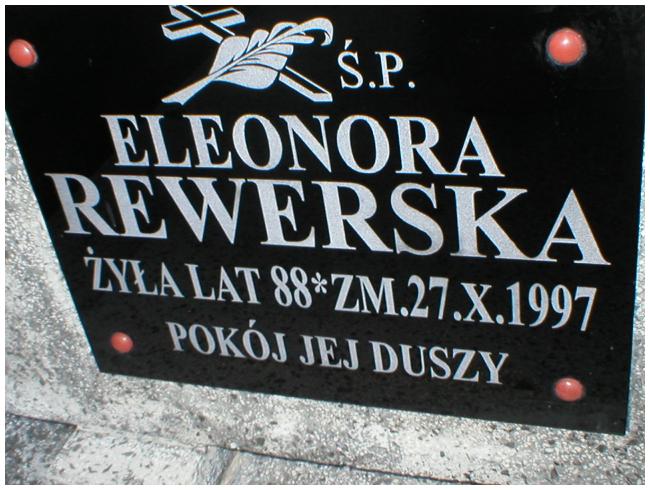 Ś.P.
ELEONORA
REWERSKA
ŻYŁA LAT 88*ZM.27.X.1997
POKÓJ JEJ DUSZY